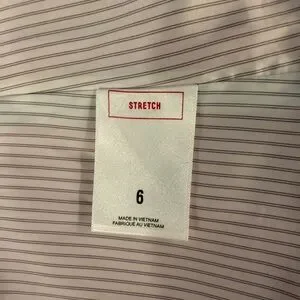 STRETCH
6
MADE IN VIETNAM
FABRIQUÉ AU VIETNAM